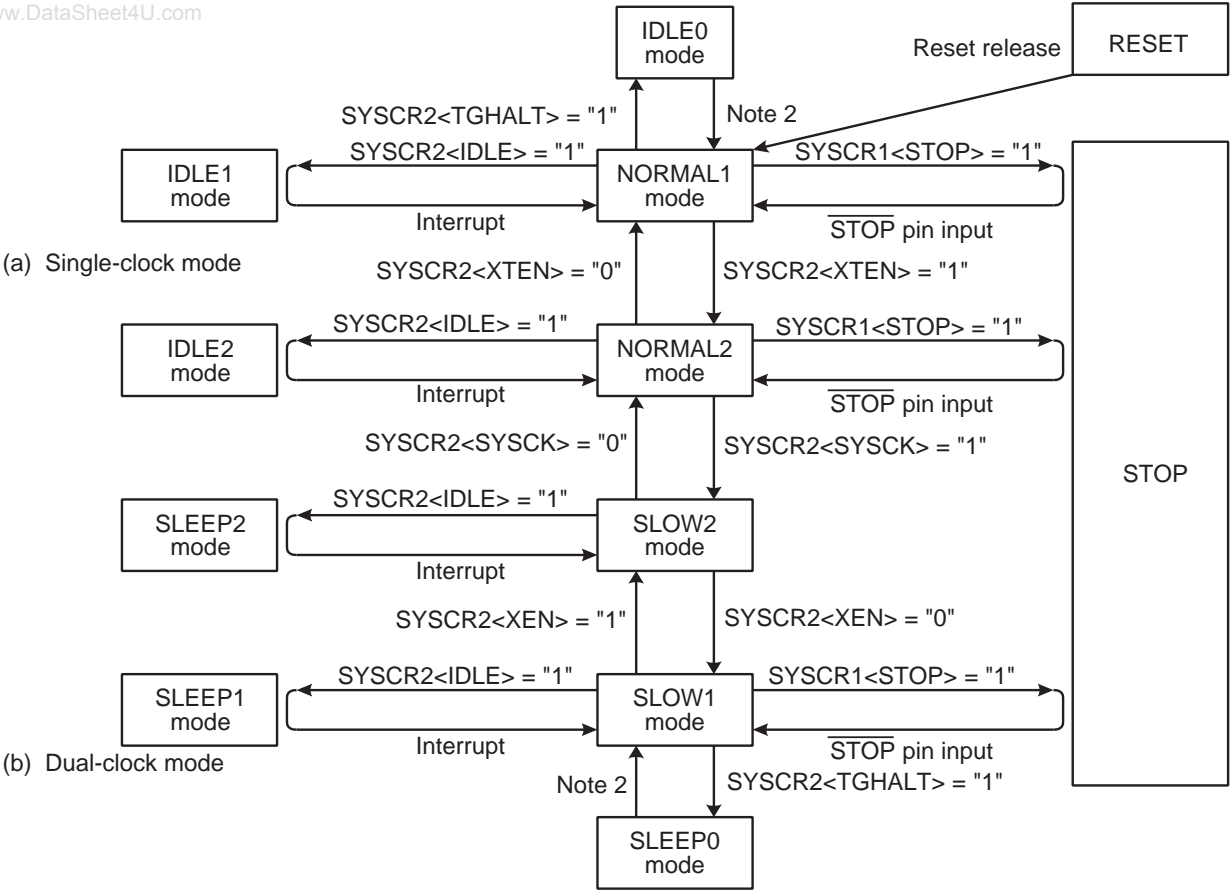 ww.DataSheet4U.com
IDLE0
mode
Reset release
RESET
SYSCR2<TGHALT> = "1"
Note 2
SYSCR2<IDLE> = "1"
SYSCR1<STOP> = "1"
IDLE1
mode
NORMAL1
mode
Interrupt
STOP pin input
(a) Single-clock mode
SYSCR2<XTEN> = "0"
SYSCR2<XTEN> = "1"
SYSCR2<IDLE> = "1"
SYSCR1<STOP> = "1"
IDLE2
mode
NORMAL2
mode
Interrupt
STOP pin input
SYSCR2<SYSCK> = "0"
SYSCR2<SYSCK> = "1"
STOP
SYSCR2<IDLE> = "1"
SLEEP2
mode
SLOW2
mode
Interrupt
SYSCR2<XEN> = "1"
SYSCR2<XEN> = "0"
SYSCR2<IDLE> = "1"
SYSCR1<STOP> = "1"
SLEEP1
mode
SLOW1
mode
Interrupt
STOP pin input
(b) Dual-clock mode
Note 2
SYSCR2<TGHALT> = "1"
SLEEP0
mode